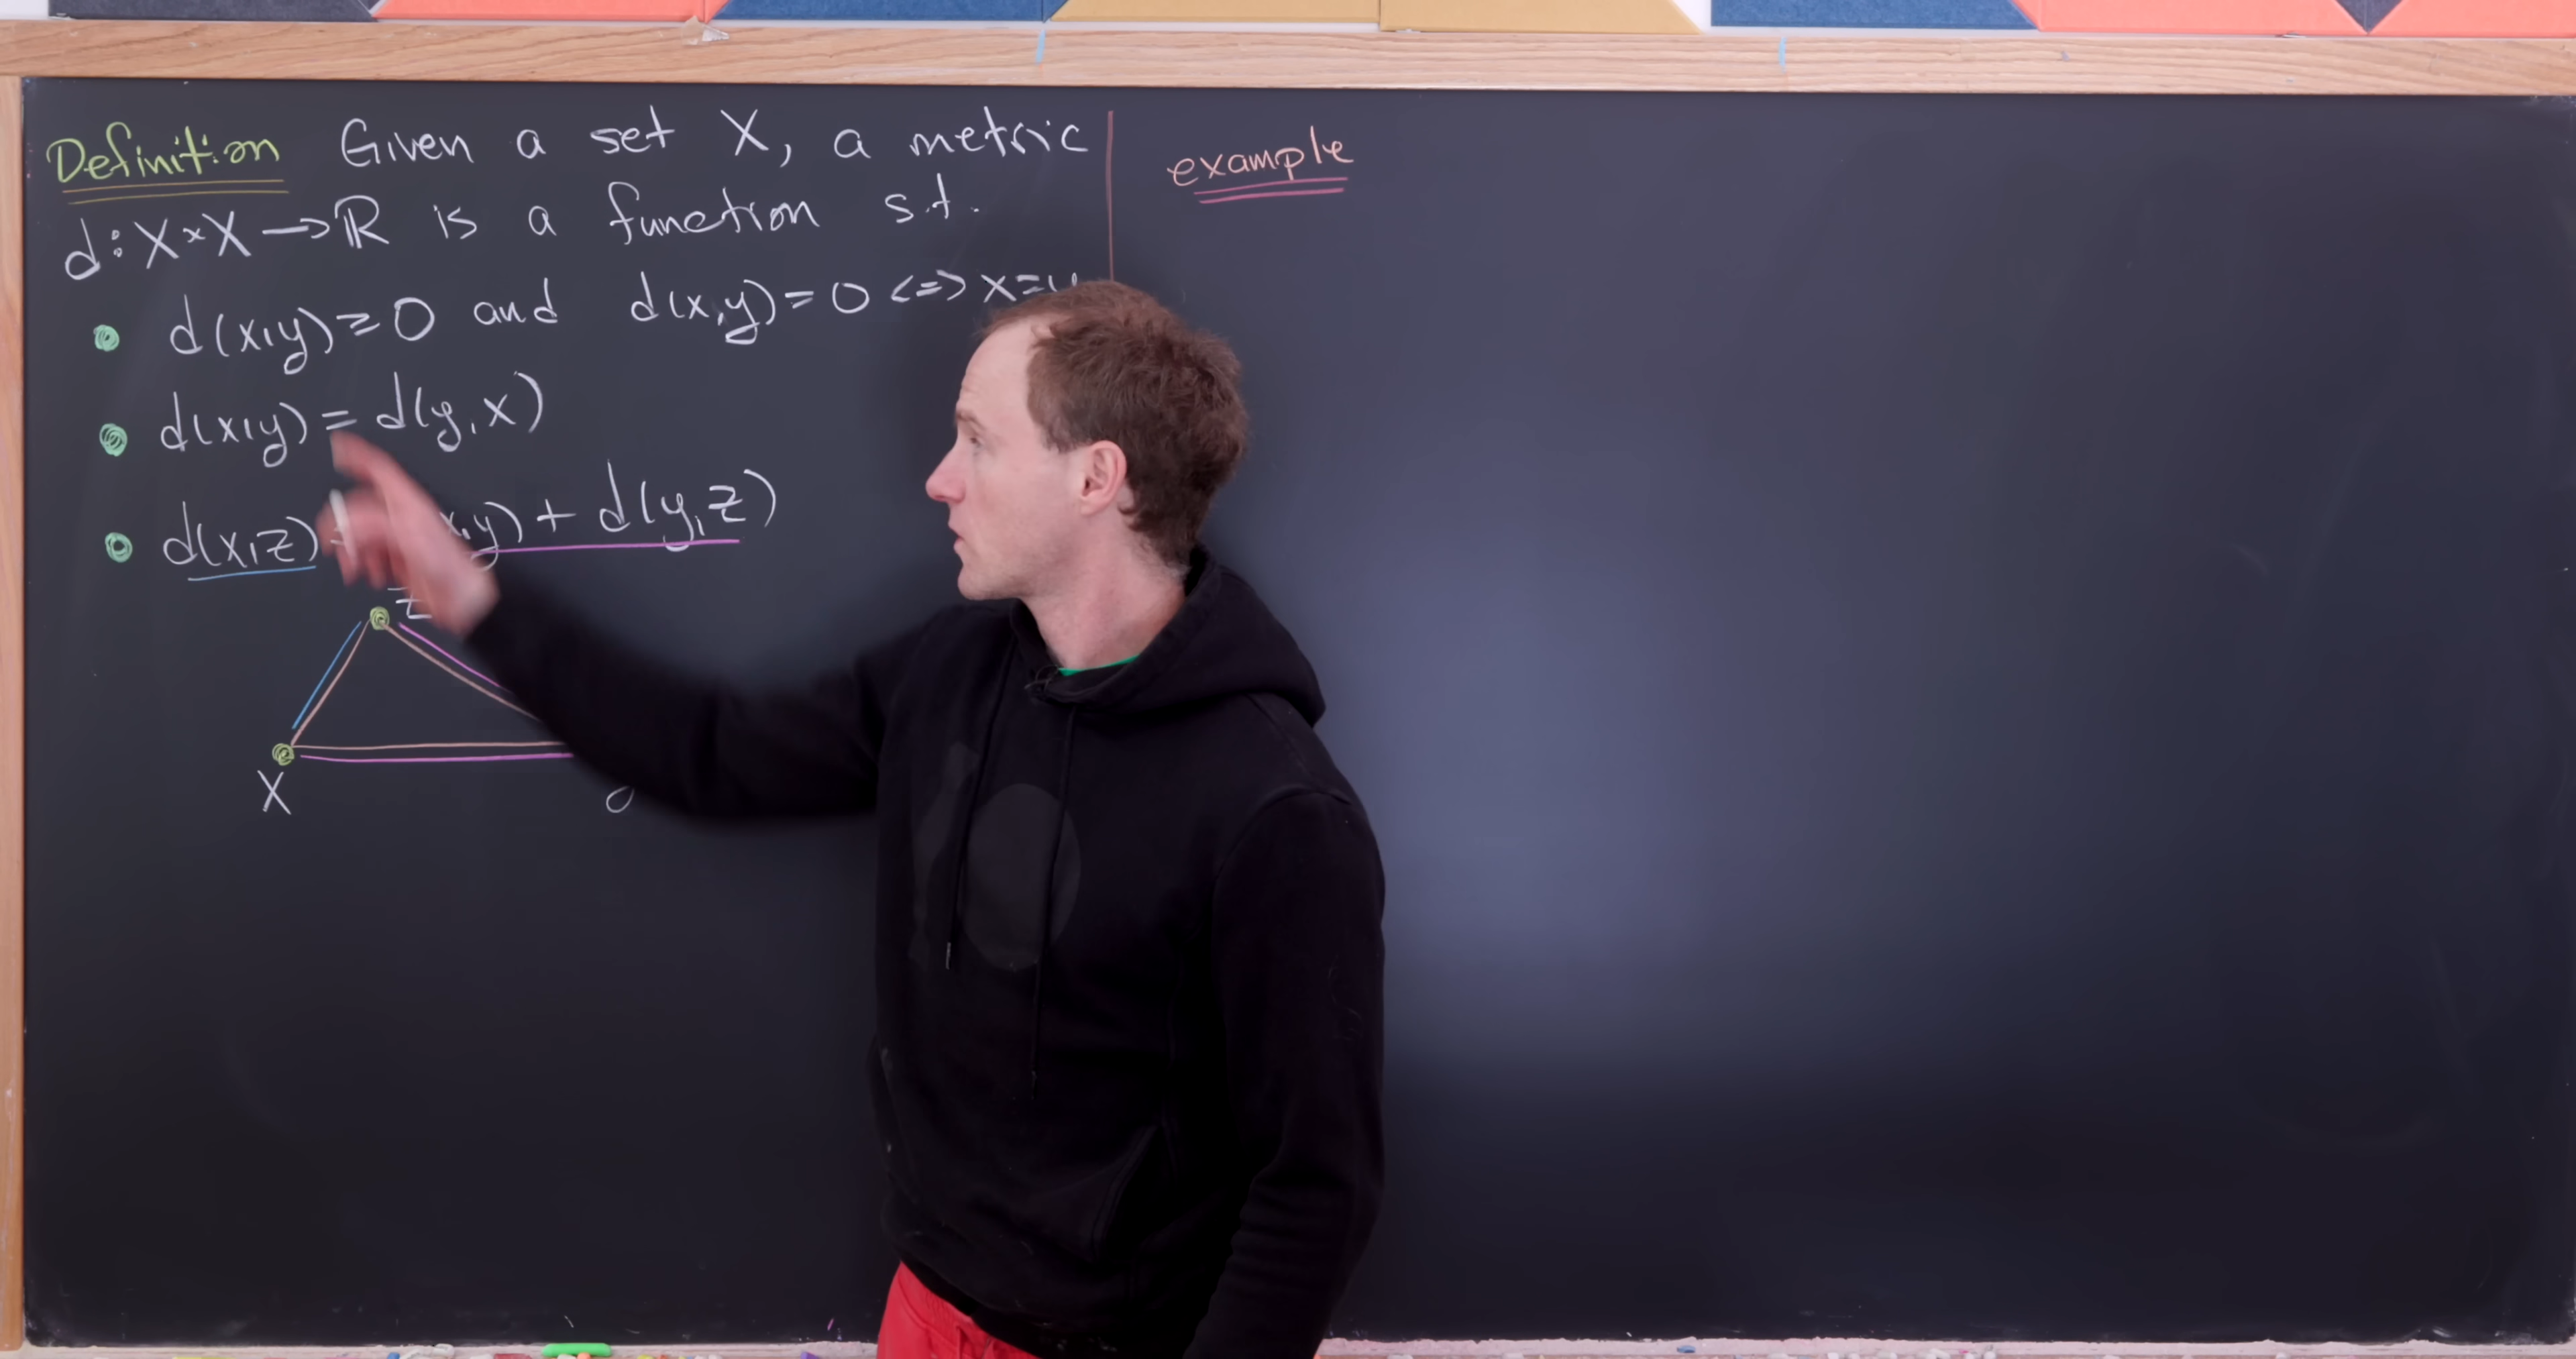 Definition Given a set X, a metric
d: X×X → ℝ is a function s.t.
• d(x,y) ≥ 0 and d(x,y) = 0 <=> x=y
• d(x,y) = d(y,x)
• d(x,z) x,y) + d(y,z)
z
X
example